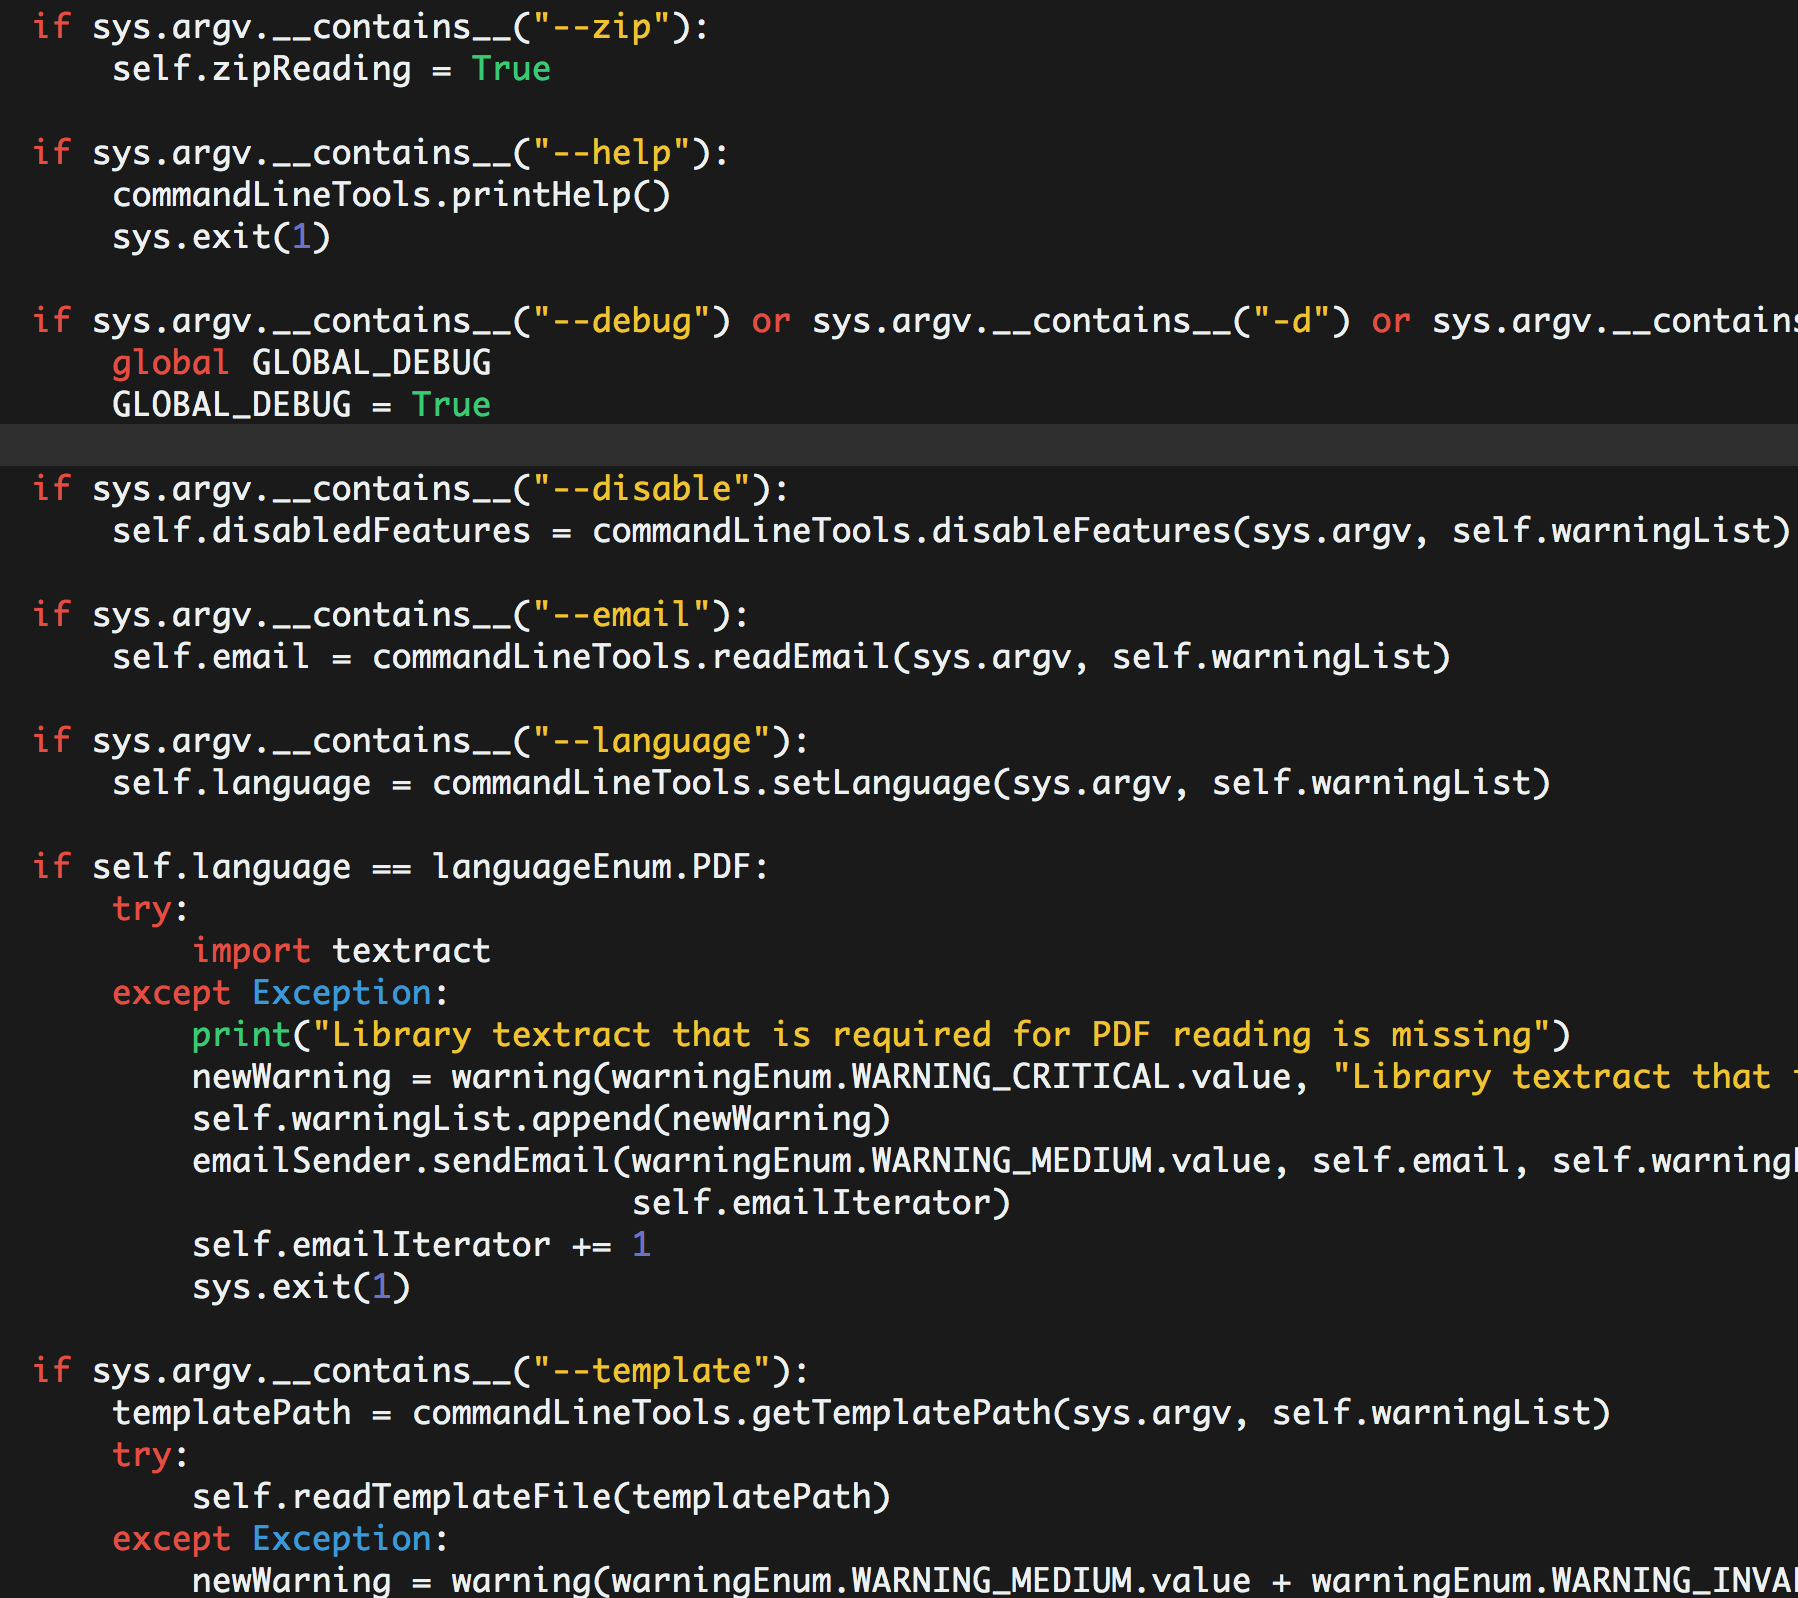 if sys.argv.__contains__("--zip"):
    self.zipReading = True
if sys.argv.__contains__("--help"):
    commandLineTools.printHelp()
    sys.exit(1)
if sys.argv.__contains__("--debug") or sys.argv.__contains__("-d") or sys.argv.__contains
    global GLOBAL_DEBUG
    GLOBAL_DEBUG = True
if sys.argv.__contains__("--disable"):
    self.disabledFeatures = commandLineTools.disableFeatures(sys.argv, self.warningList)
if sys.argv.__contains__("--email"):
    self.email = commandLineTools.readEmail(sys.argv, self.warningList)
if sys.argv.__contains__("--language"):
    self.language = commandLineTools.setLanguage(sys.argv, self.warningList)
if self.language == languageEnum.PDF:
    try:
        import textract
    except Exception:
        print("Library textract that is required for PDF reading is missing")
        newWarning = warning(warningEnum.WARNING_CRITICAL.value, "Library textract that
        self.warningList.append(newWarning)
        emailSender.sendEmail(warningEnum.WARNING_MEDIUM.value, self.email, self.warning
                              self.emailIterator)
        self.emailIterator += 1
        sys.exit(1)
if sys.argv.__contains__("--template"):
    templatePath = commandLineTools.getTemplatePath(sys.argv, self.warningList)
    try:
        self.readTemplateFile(templatePath)
    except Exception:
        newWarning = warning(warningEnum.WARNING_MEDIUM.value + warningEnum.WARNING_INVA